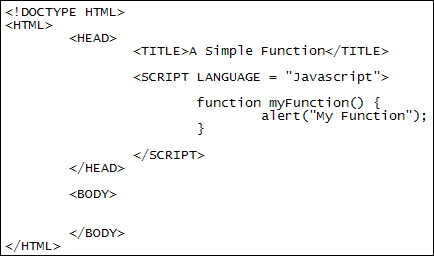 <!DOCTYPE HTML>
<HTML>
<HEAD>
<TITLE>A Simple Function</TITLE>
<SCRIPT LANGUAGE = "Javascript">
function myFunction() {
alert("My Function");
}
</SCRIPT>
</HEAD>
<BODY>
</BODY>
</HTML>